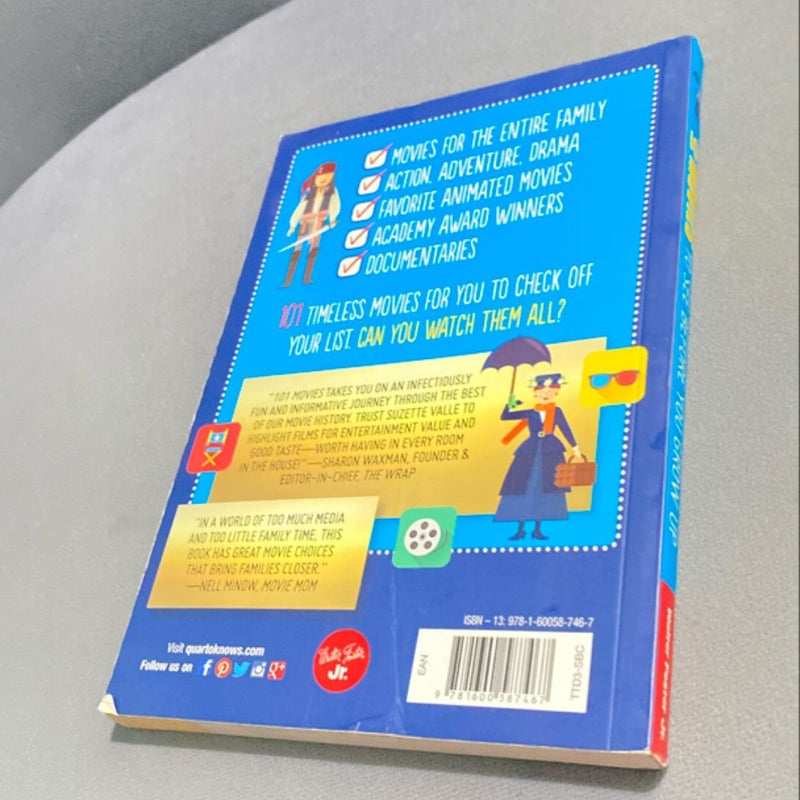 MOVIES FOR THE ENTIRE FAMILY
ACTION, ADVENTURE, DRAMA
FAVORITE ANIMATED MOVIES
ACADEMY AWARD WINNERS
DOCUMENTARIES
101 TIMELESS MOVIES FOR YOU TO CHECK OFF
YOUR LIST. CAN YOU WATCH THEM ALL?
"101 MOVIES TAKES YOU ON AN INFECTIOUSLY
FUN AND INFORMATIVE JOURNEY THROUGH THE BEST
OF OUR MOVIE HISTORY. TRUST SUZETTE VALLE TO
HIGHLIGHT FILMS FOR ENTERTAINMENT VALUE AND
GOOD TASTE—WORTH HAVING IN EVERY ROOM
IN THE HOUSE!"—SHARON WAXMAN, FOUNDER &
EDITOR-IN-CHIEF, THE WRAP
"IN A WORLD OF TOO MUCH MEDIA
AND TOO LITTLE FAMILY TIME, THIS
BOOK HAS GREAT MOVIE CHOICES
THAT BRING FAMILIES CLOSER."
—NELL MINOW, MOVIE MOM
Visit quartoknows.com
Follow us on
Walter Foster
Jr.
ISBN - 13: 978-1-60058-746-7
EAN
9 781600 587467
TTD3-SBC
TO SEE BEFORE YOU GROW UP
Walter Foster Jr.